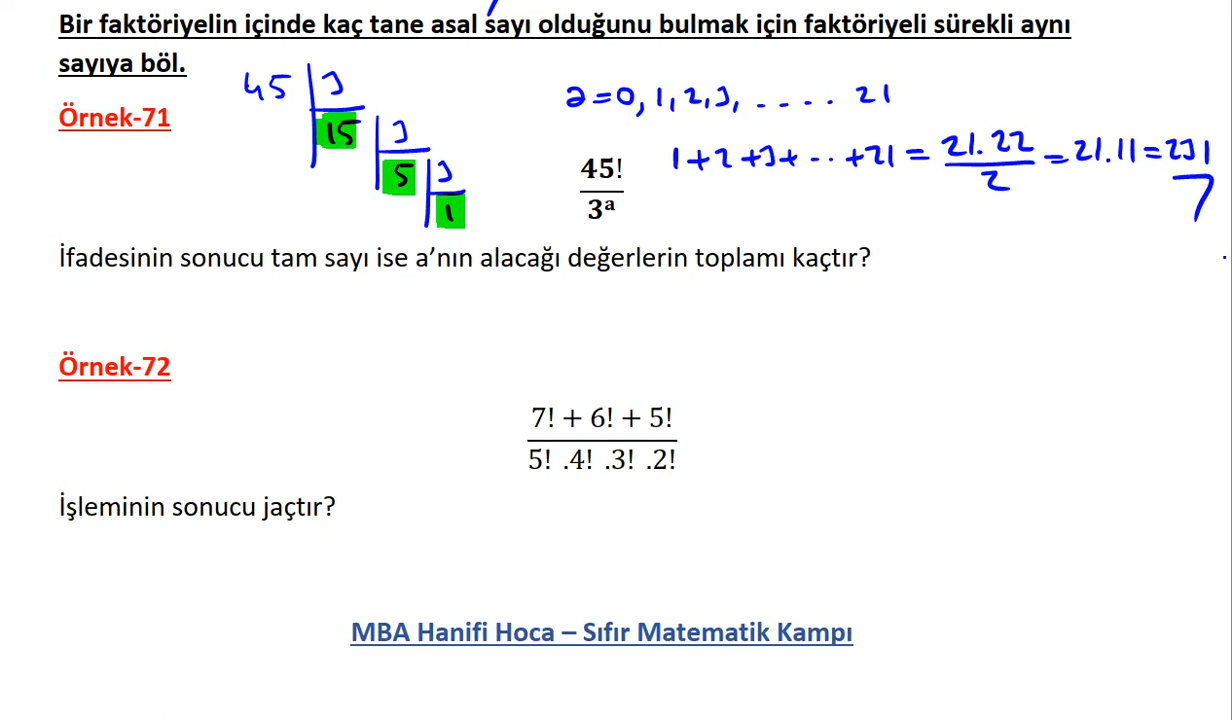 Bir faktöriyelin içinde kaç tane asal sayı olduğunu bulmak için faktöriyeli sürekli aynı
sayıya böl.
45 3
15 3
5 3
1
a = 0, 1, 2, 3, . . . . . 21
Örnek-71
1 + 2 + 3 + . . . + 21 = 21.22 / 2 = 21.11 = 231
45!
3ᵃ
İfadesinin sonucu tam sayı ise a’nın alacağı değerlerin toplamı kaçtır?
Örnek-72
7! + 6! + 5!
5! .4! .3! .2!
İşleminin sonucu jaçtır?
MBA Hanifi Hoca – Sıfır Matematik Kampı